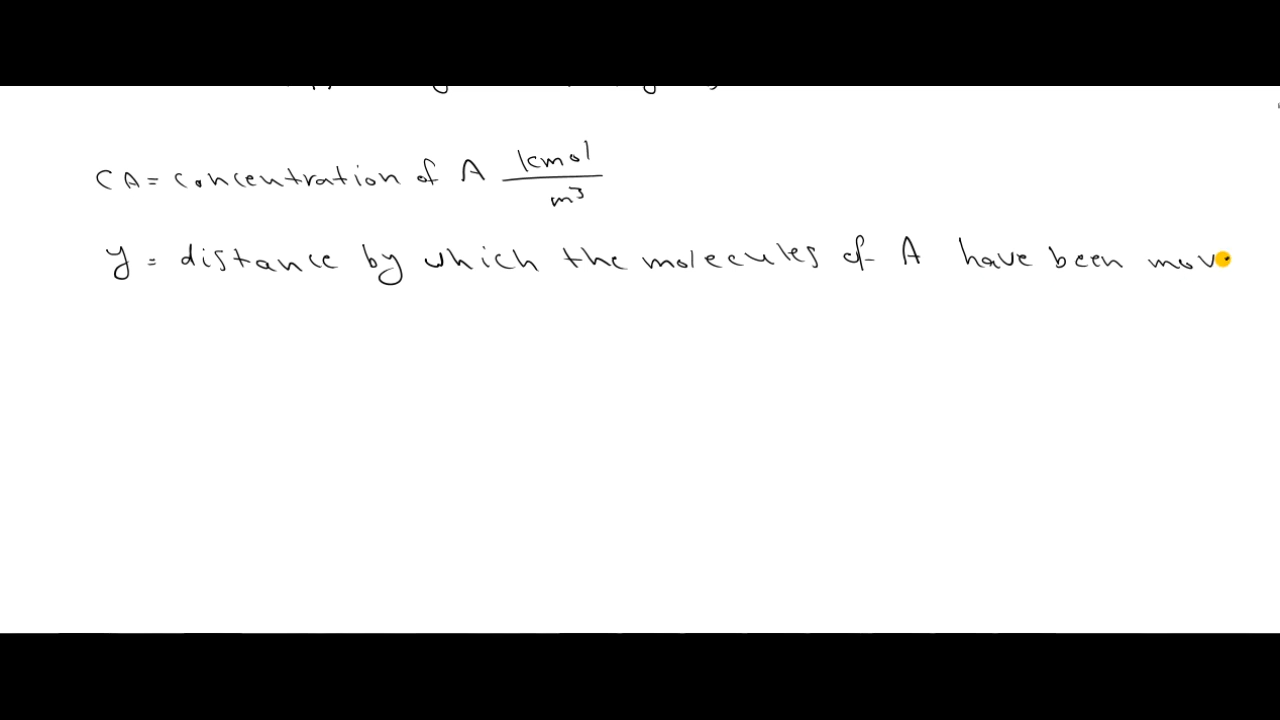 CA = concentration of A kmol/m³
y = distance by which the molecules of A have been mov